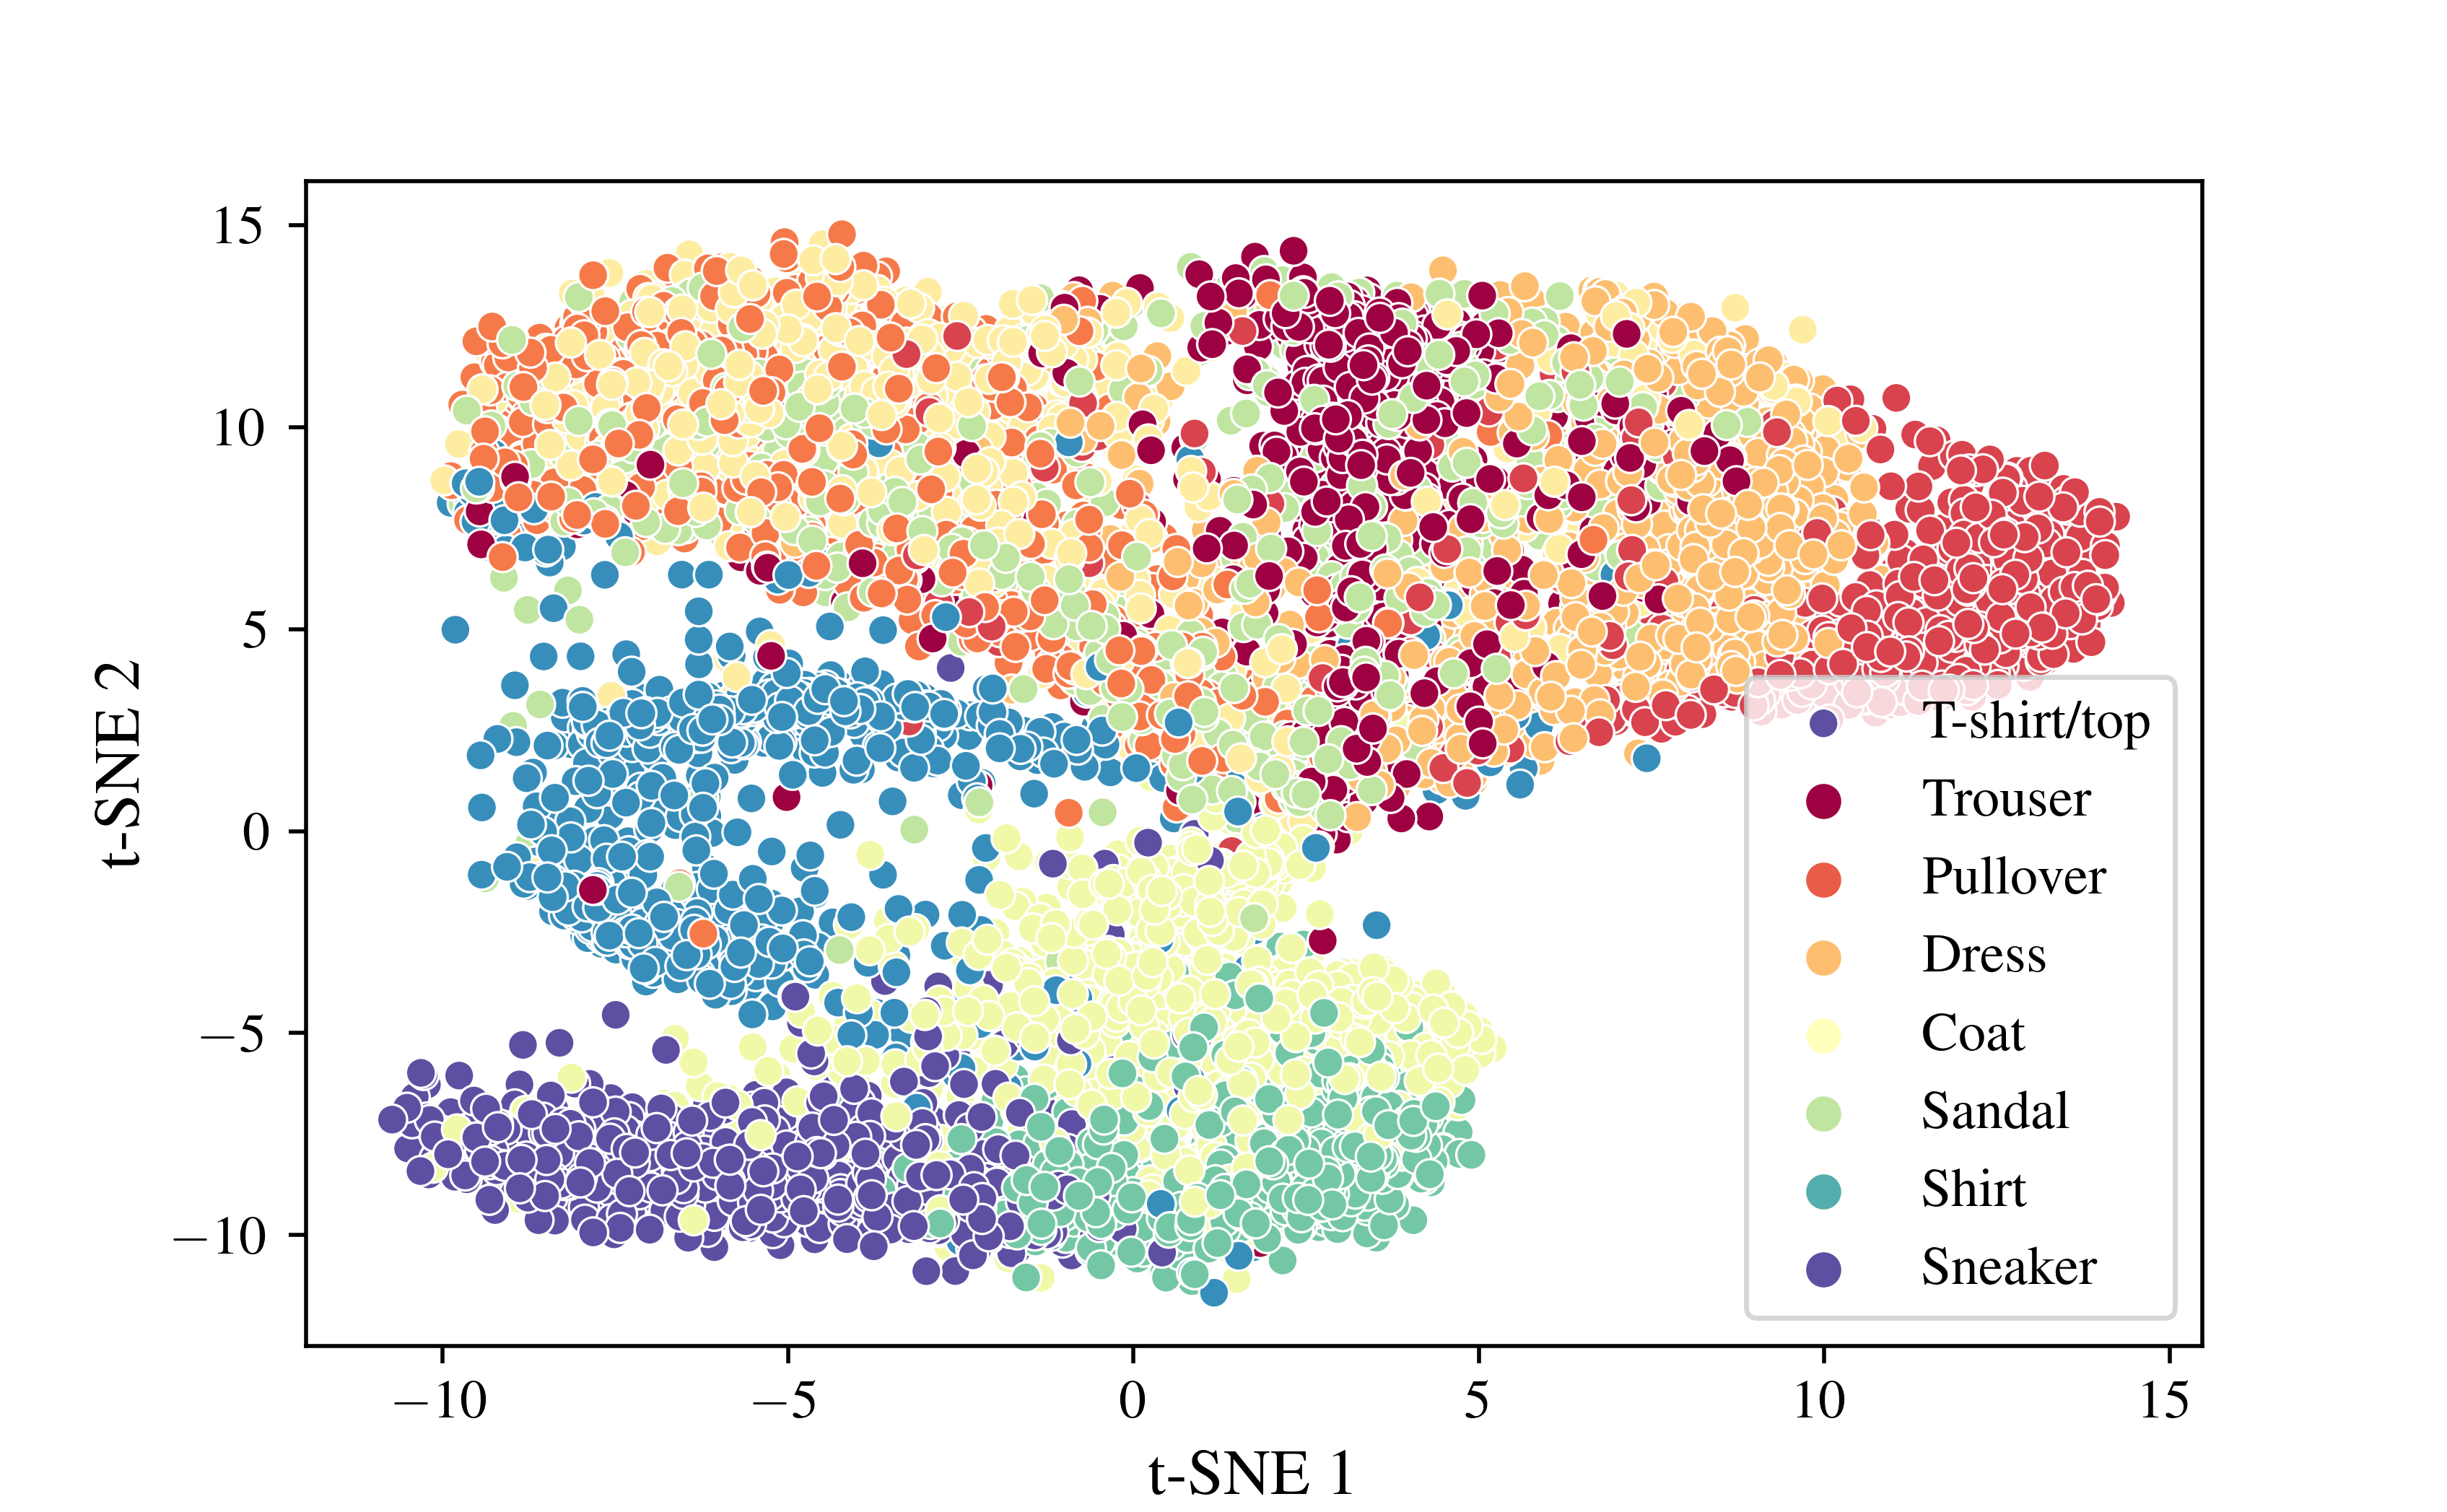 15
10
5
0
−5
−10
t-SNE 2
−10
−5
0
5
10
15
t-SNE 1
T-shirt/top
Trouser
Pullover
Dress
Coat
Sandal
Shirt
Sneaker